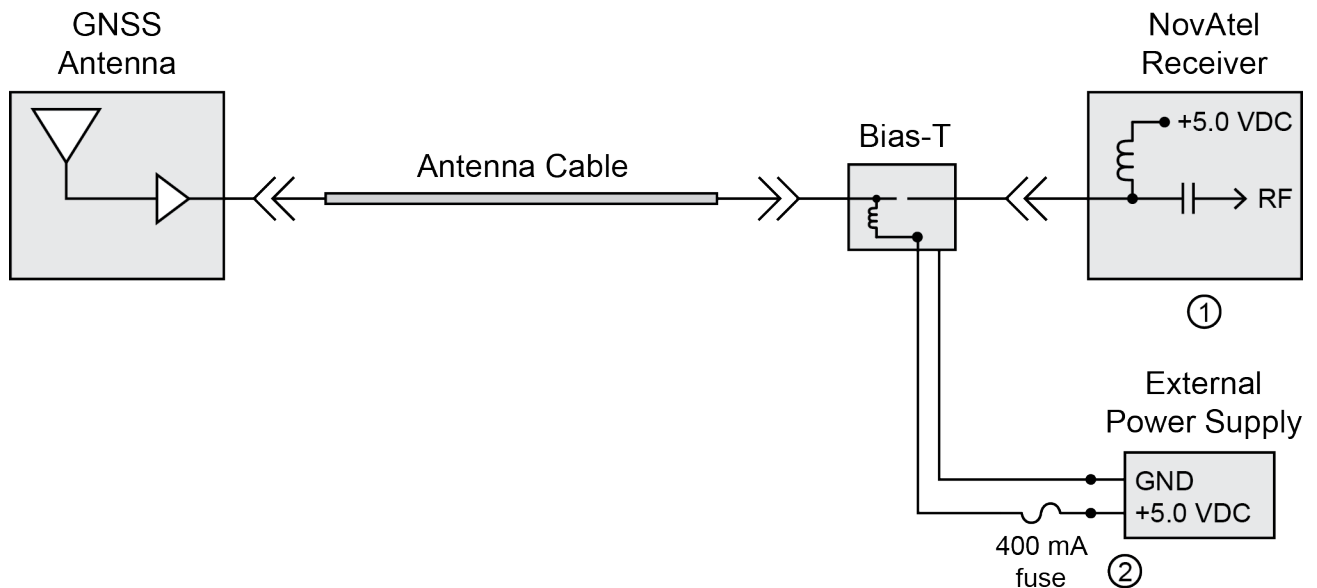 GNSS
Antenna
Antenna Cable
Bias-T
NovAtel
Receiver
+5.0 VDC
RF
1
External
Power Supply
GND
+5.0 VDC
400 mA
fuse
2